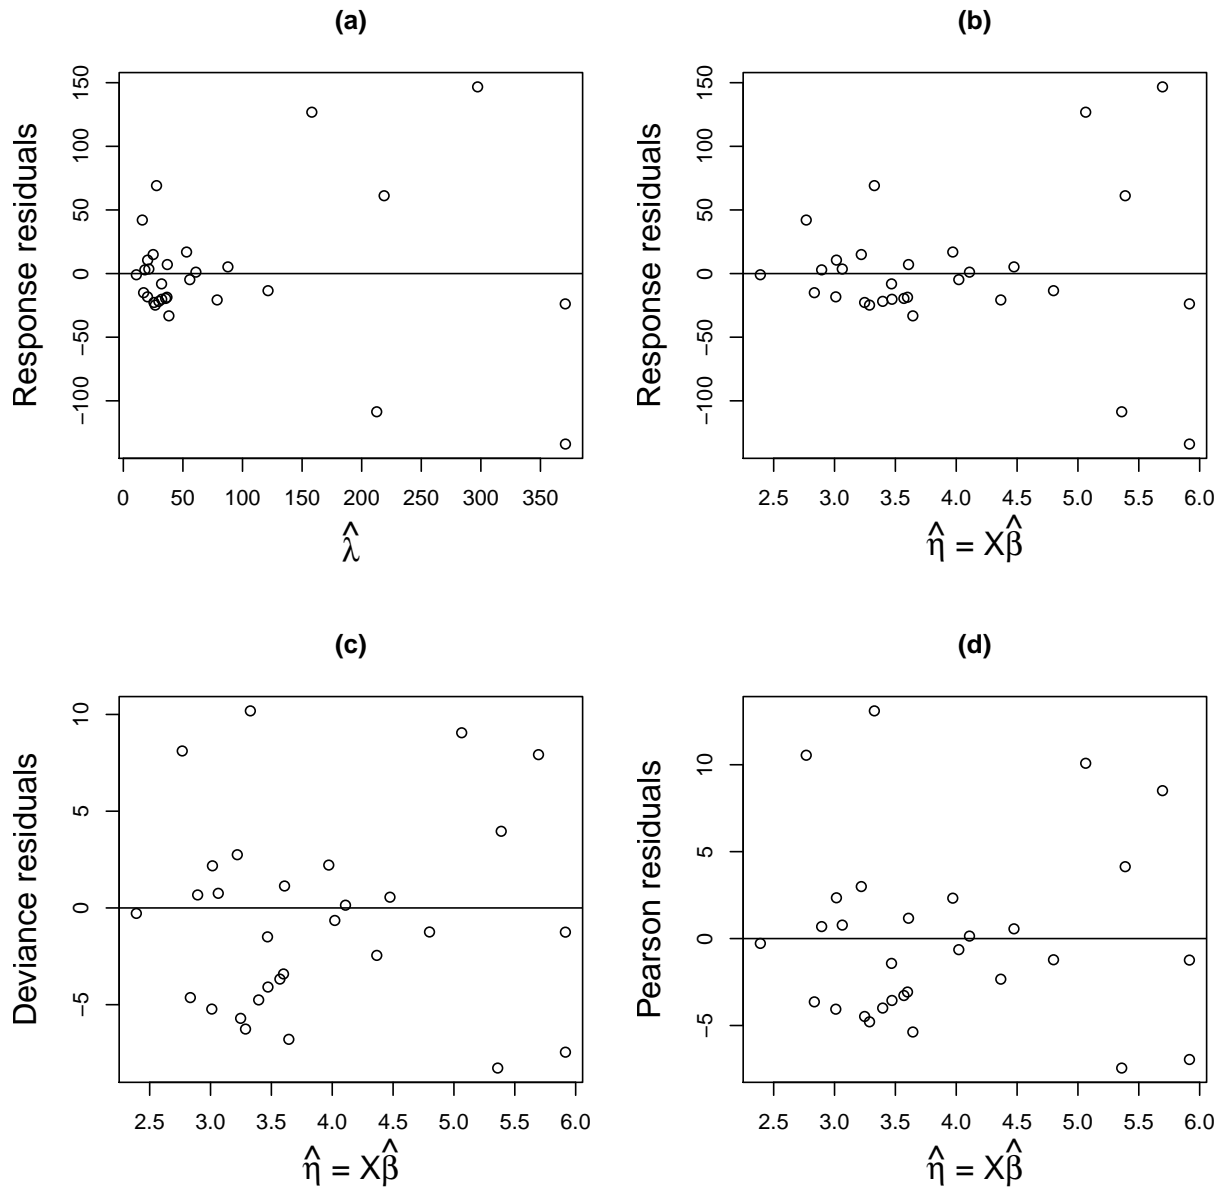 (a)
Response residuals
150
100
50
0
−50
−100
0 50 100 150 200 250 300 350
λ̂
(b)
Response residuals
150
100
50
0
−50
−100
2.5 3.0 3.5 4.0 4.5 5.0 5.5 6.0
η̂ = Xβ̂
(c)
Deviance residuals
10
5
0
−5
2.5 3.0 3.5 4.0 4.5 5.0 5.5 6.0
η̂ = Xβ̂
(d)
Pearson residuals
10
5
0
−5
2.5 3.0 3.5 4.0 4.5 5.0 5.5 6.0
η̂ = Xβ̂